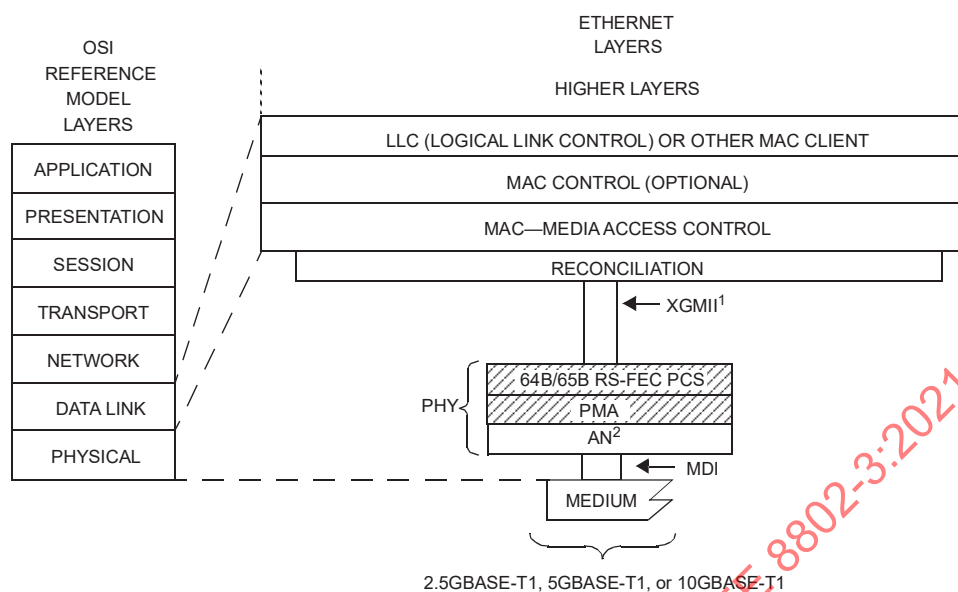 OSI
REFERENCE
MODEL
LAYERS
APPLICATION
PRESENTATION
SESSION
TRANSPORT
NETWORK
DATA LINK
PHYSICAL
ETHERNET
LAYERS
HIGHER LAYERS
LLC (LOGICAL LINK CONTROL) OR OTHER MAC CLIENT
MAC CONTROL (OPTIONAL)
MAC—MEDIA ACCESS CONTROL
RECONCILIATION
XGMII1
PHY
64B/65B RS-FEC PCS
PMA
AN2
MDI
MEDIUM
2.5GBASE-T1, 5GBASE-T1, or 10GBASE-T1
8802-3:2021